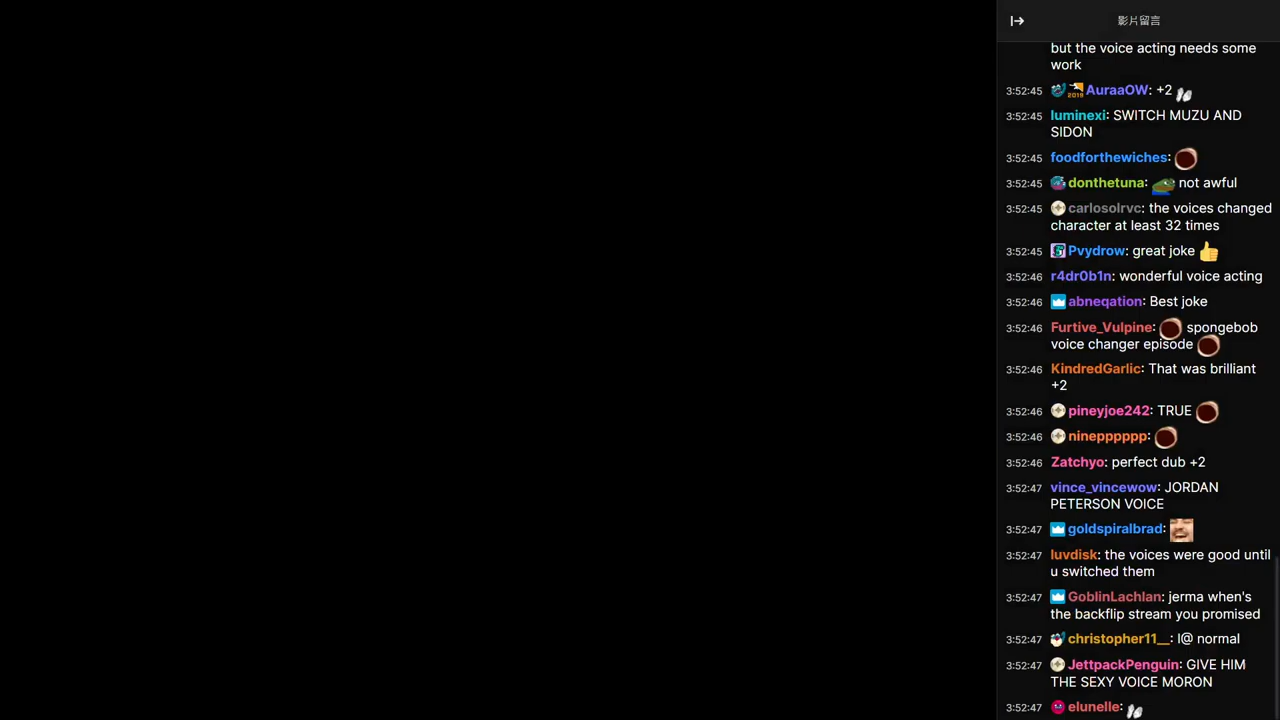 影片留言
but the voice acting needs some
work
3:52:45 AuraaOW: +2
3:52:45 luminexi: SWITCH MUZU AND
SIDON
3:52:45 foodforthewiches:
3:52:45 donthetuna: not awful
3:52:45 carlosolrvc: the voices changed
character at least 32 times
3:52:45 Pvydrow: great joke
3:52:46 r4dr0b1n: wonderful voice acting
3:52:46 abneqation: Best joke
3:52:46 Furtive_Vulpine: spongebob
voice changer episode
3:52:46 KindredGarlic: That was brilliant
+2
3:52:46 pineyjoe242: TRUE
3:52:46 ninepppppp:
3:52:46 Zatchyo: perfect dub +2
3:52:47 vince_vincewow: JORDAN
PETERSON VOICE
3:52:47 goldspiralbrad:
3:52:47 luvdisk: the voices were good until
u switched them
3:52:47 GoblinLachlan: jerma when's
the backflip stream you promised
3:52:47 christopher11__: l@ normal
3:52:47 JettpackPenguin: GIVE HIM
THE SEXY VOICE MORON
3:52:47 elunelle: